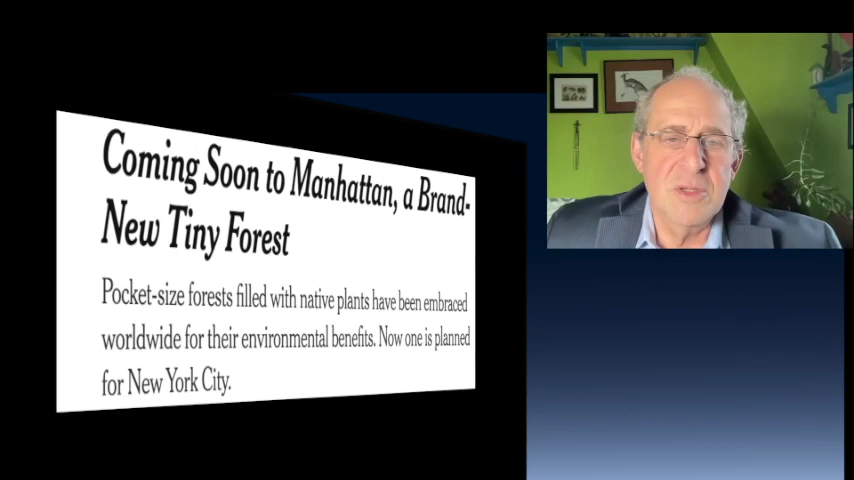 Coming Soon to Manhattan, a Brand-
New Tiny Forest
Pocket-size forests filled with native plants have been embraced
worldwide for their environmental benefits. Now one is planned
for New York City.